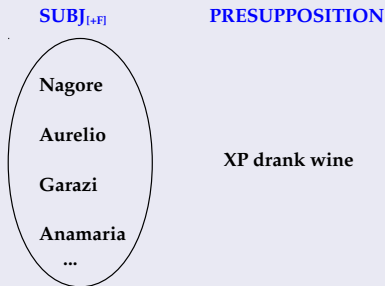 SUBJ[+F] PRESUPPOSITION
Nagore
Aurelio
XP drank wine
Garazi
Anamaria
...